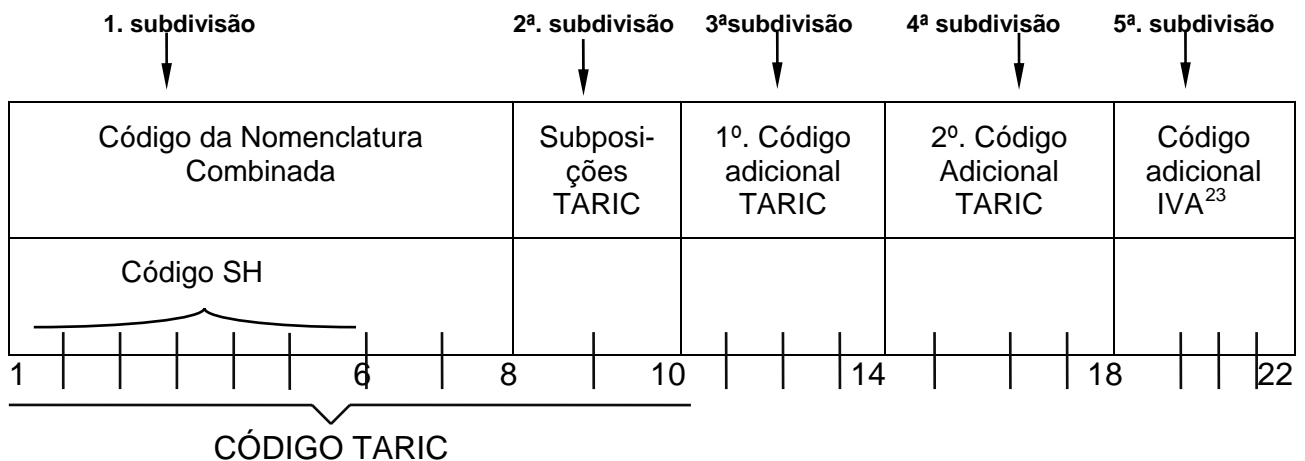 1. subdivisão 2ª. subdivisão 3ªsubdivisão 4ª subdivisão 5ª. subdivisão
Código da Nomenclatura
Combinada
Subposi-
ções
TARIC
1º. Código
adicional
TARIC
2º. Código
Adicional
TARIC
Código
adicional
IVA23
Código SH
1 6 8 10 14 18 22
CÓDIGO TARIC